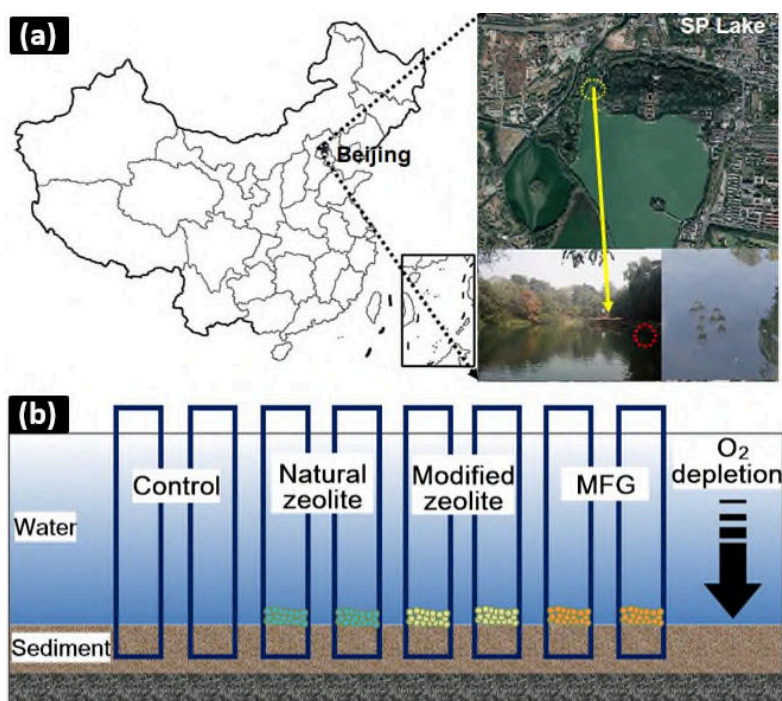 (a)
SP Lake
Beijing
(b)
Control
Natural
zeolite
Modified
zeolite
MFG
O₂
depletion
Water
Sediment